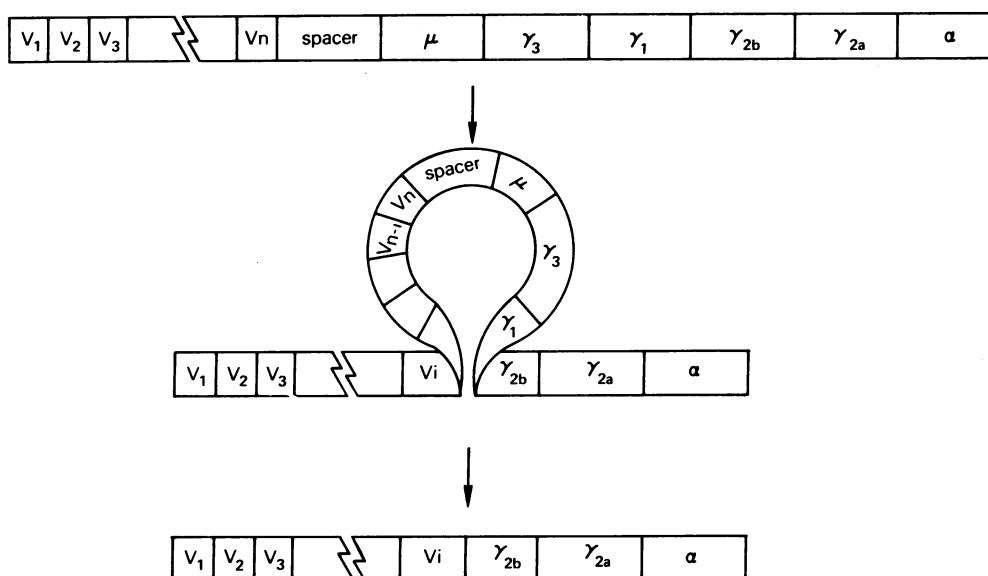 V₁ V₂ V₃ Vn spacer μ γ₃ γ₁ γ₂b γ₂a α
spacer
Vn μ
Vn-1 γ₃
γ₁
V₁ V₂ V₃ Vi γ₂b γ₂a α
V₁ V₂ V₃ Vi γ₂b γ₂a α